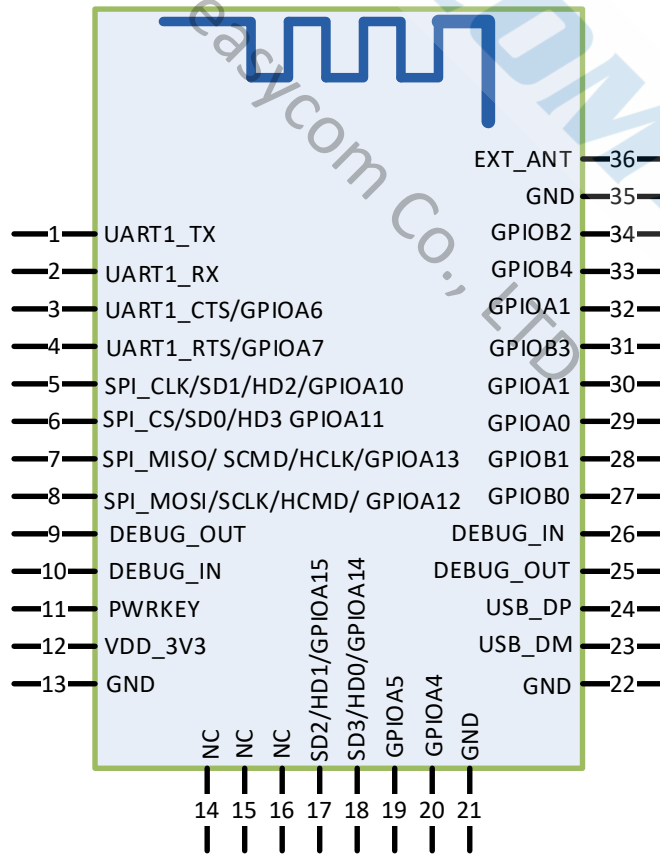 EXT_ANT 36
GND 35
1 UART1_TX
GPIOB2 34
2 UART1_RX
GPIOB4 33
3 UART1_CTS/GPIOA6
GPIOA1 32
4 UART1_RTS/GPIOA7
GPIOB3 31
5 SPI_CLK/SD1/HD2/GPIOA10
GPIOA1 30
6 SPI_CS/SD0/HD3 GPIOA11
GPIOA0 29
7 SPI_MISO/ SCMD/HCLK/GPIOA13
GPIOB1 28
8 SPI_MOSI/SCLK/HCMD/ GPIOA12
GPIOB0 27
9 DEBUG_OUT
DEBUG_IN 26
10 DEBUG_IN
DEBUG_OUT 25
11 PWRKEY
USB_DP 24
12 VDD_3V3
USB_DM 23
13 GND
GND 22
NC
NC
NC
SD2/HD1/GPIOA15
SD3/HD0/GPIOA14
GPIOA5
GPIOA4
GND
14 15 16 17 18 19 20 21
easycom Co., LTD